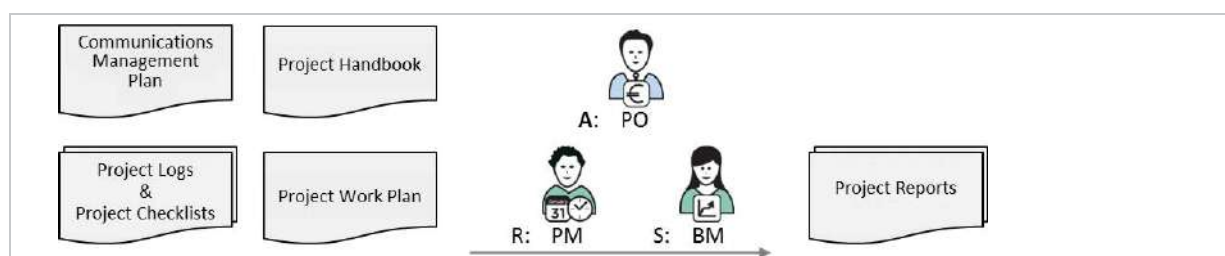 Communications
Management
Plan
Project Handbook
€
A: PO
Project Logs
&
Project Checklists
Project Work Plan
31
R: PM
S: BM
Project Reports